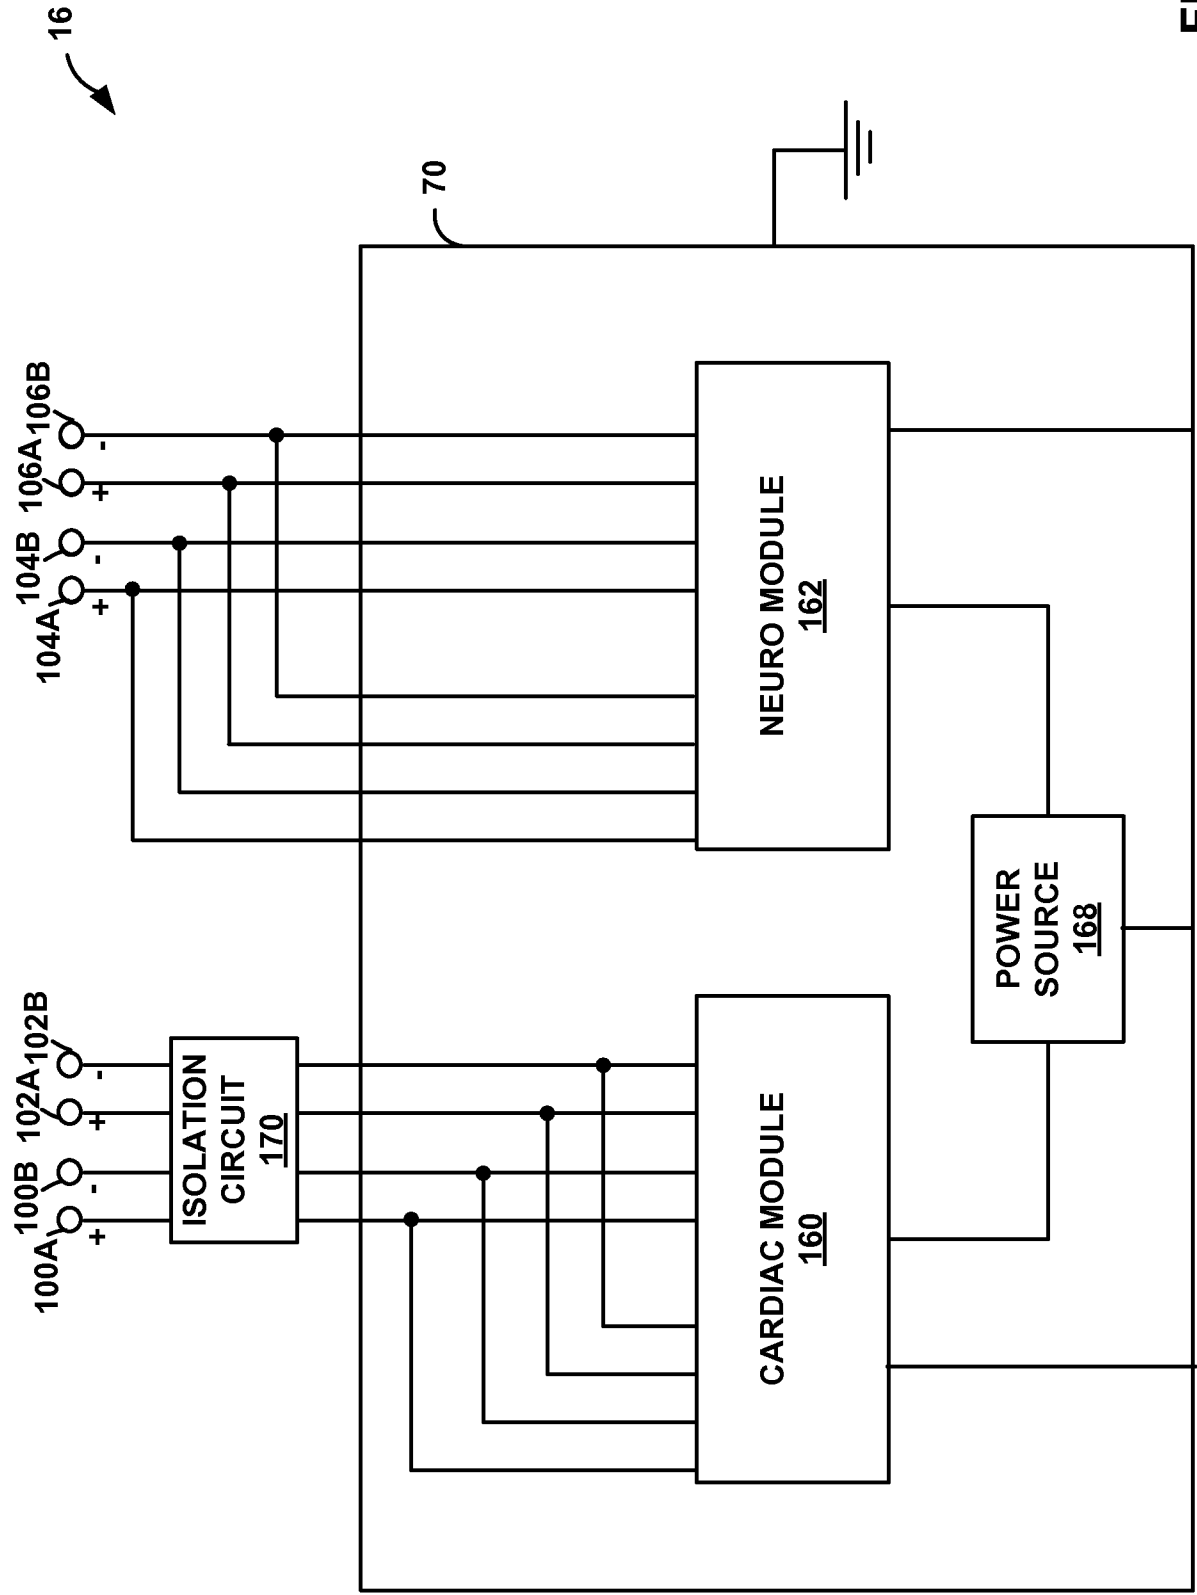 16
100A
100B
102A
102B
104A
104B
106A
106B
+
-
+
-
+
-
+
-
ISOLATION
CIRCUIT
170
70
CARDIAC MODULE
160
NEURO MODULE
162
POWER
SOURCE
168